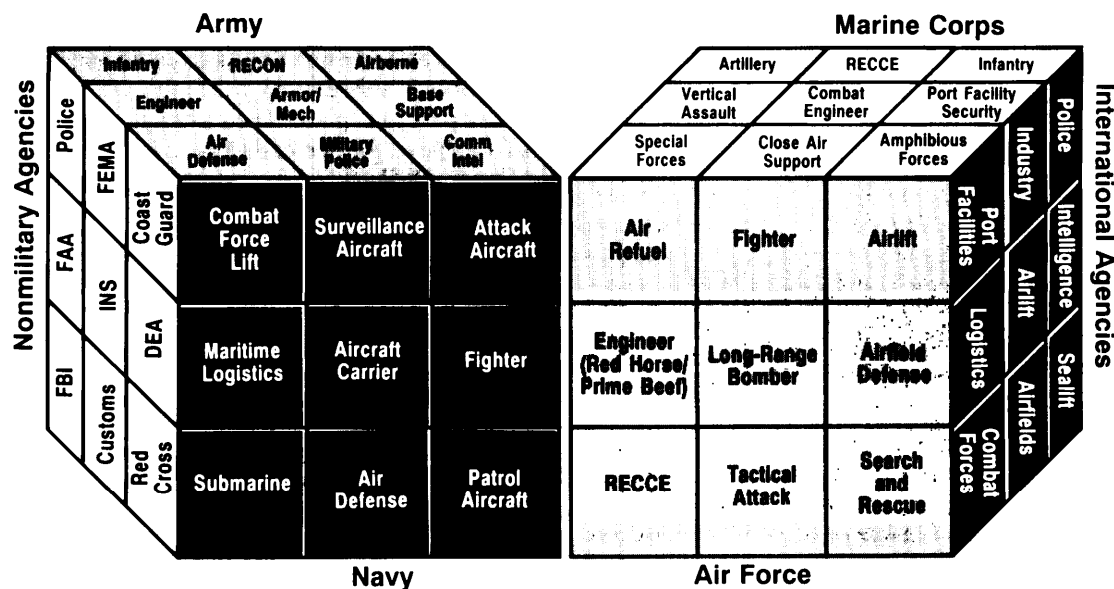 Army
Infantry
RECON
Airborne
Engineer
Armor/
Mech
Base
Support
Air
Defense
Military
Police
Comm
Intel
Nonmilitary Agencies
Police
FAA
FBI
FEMA
INS
Customs
Coast
Guard
DEA
Red
Cross
Combat
Force
Lift
Surveillance
Aircraft
Attack
Aircraft
Maritime
Logistics
Aircraft
Carrier
Fighter
Submarine
Air
Defense
Patrol
Aircraft
Navy
Marine Corps
Artillery
RECCE
Infantry
Vertical
Assault
Combat
Engineer
Port Facility
Security
Special
Forces
Close Air
Support
Amphibious
Forces
Air
Refuel
Fighter
Airlift
Engineer
(Red Horse/
Prime Beef)
Long-Range
Bomber
Airfield
Defense
RECCE
Tactical
Attack
Search
and
Rescue
Air Force
Port
Facilities
Logistics
Combat
Forces
Industry
Airlift
Airfields
Police
Intelligence
Sealift
International Agencies